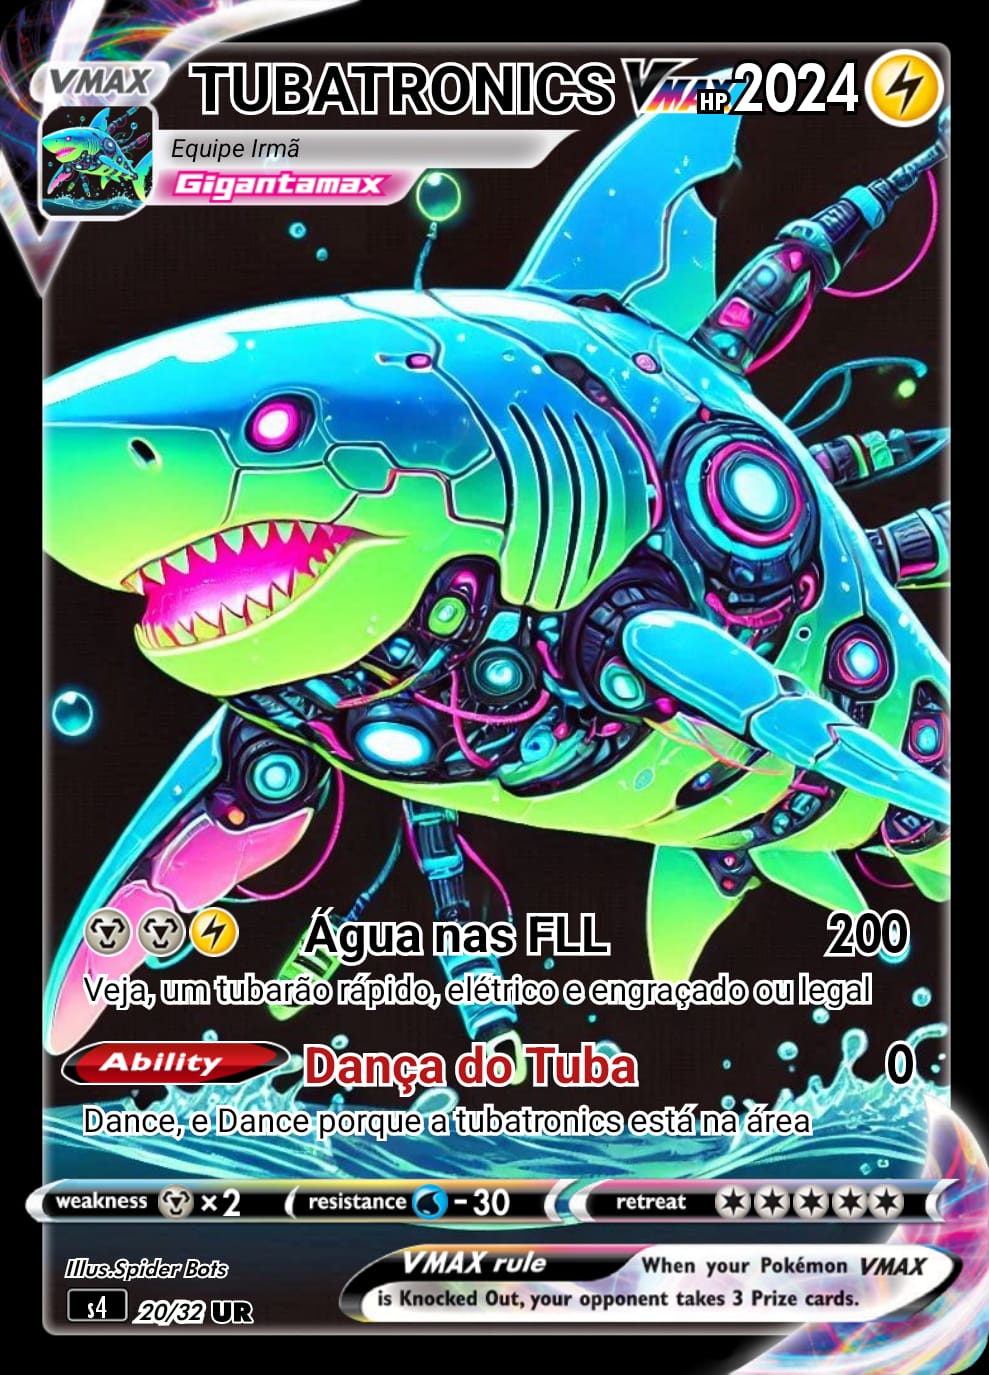 VMAX
TUBATRONICS VMAX HP 2024
Equipe Irmã
Gigantamax
Água nas FLL 200
Veja, um tubarão rápido, elétrico e engraçado ou legal
Ability Dança do Tuba 0
Dance, e Dance porque a tubatronics está na área
weakness ×2 resistance -30 retreat
Illus.Spider Bots
VMAX rule When your Pokémon VMAX
is Knocked Out, your opponent takes 3 Prize cards.
s4 20/32 UR